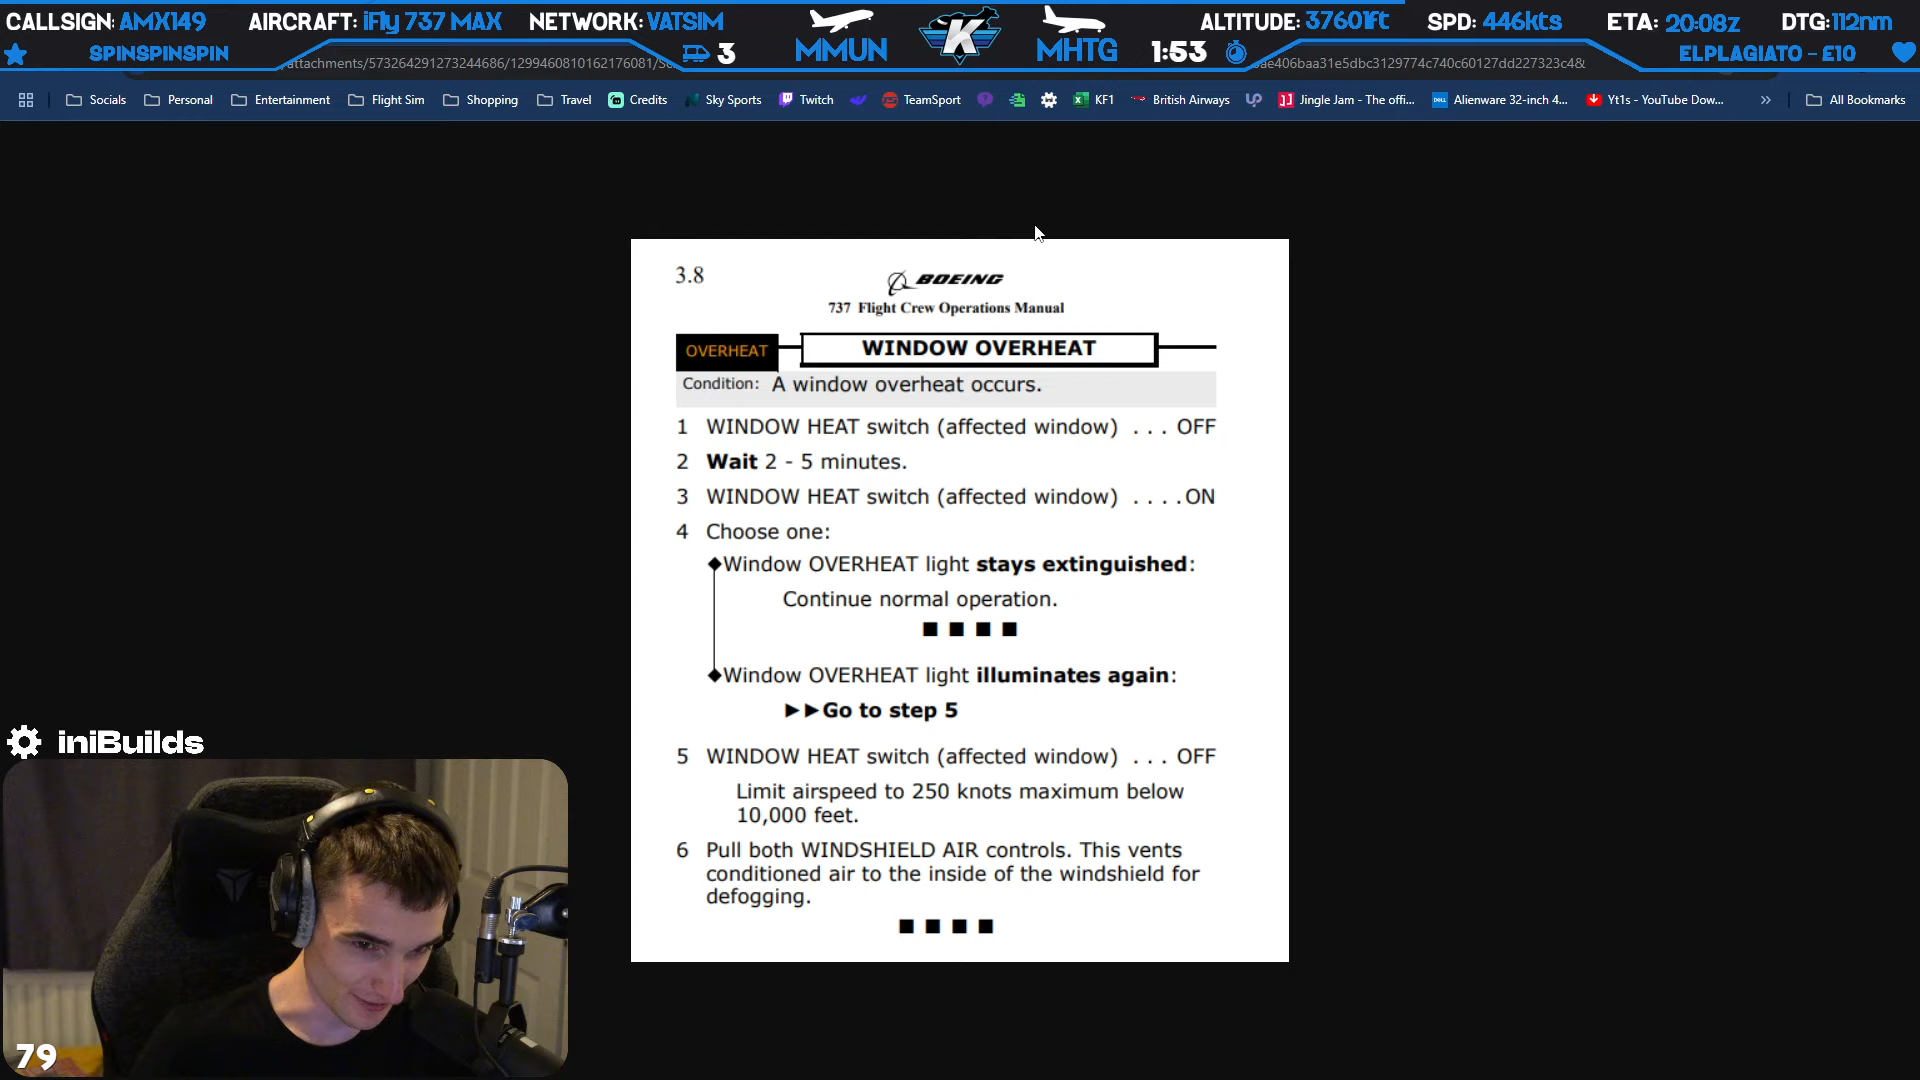 CALLSIGN: AMX149 AIRCRAFT: iFly 737 MAX NETWORK: VATSIM ALTITUDE: 37601ft SPD: 446kts ETA: 20:08z DTG: 112nm
SPINSPINSPIN 3 MMUN K MHTG 1:53 ELPLAGIATO - £10
attachments/573264291273244686/1299460810162176081/
ae406baa31e5dbc3129774c740c60127dd227323c48&
Socials Personal Entertainment Flight Sim Shopping Travel Credits Sky Sports Twitch TeamSport KF1 British Airways Jingle Jam - The offi... Alienware 32-inch 4... Yt1s - YouTube Dow... » All Bookmarks
3.8
BOEING
737 Flight Crew Operations Manual
OVERHEAT WINDOW OVERHEAT
Condition: A window overheat occurs.
1 WINDOW HEAT switch (affected window) . . . OFF
2 Wait 2 - 5 minutes.
3 WINDOW HEAT switch (affected window) . . . . ON
4 Choose one:
◆Window OVERHEAT light stays extinguished:
Continue normal operation.
■ ■ ■ ■
◆Window OVERHEAT light illuminates again:
►►Go to step 5
5 WINDOW HEAT switch (affected window) . . . OFF
Limit airspeed to 250 knots maximum below
10,000 feet.
6 Pull both WINDSHIELD AIR controls. This vents
conditioned air to the inside of the windshield for
defogging.
■ ■ ■ ■
iniBuilds
79